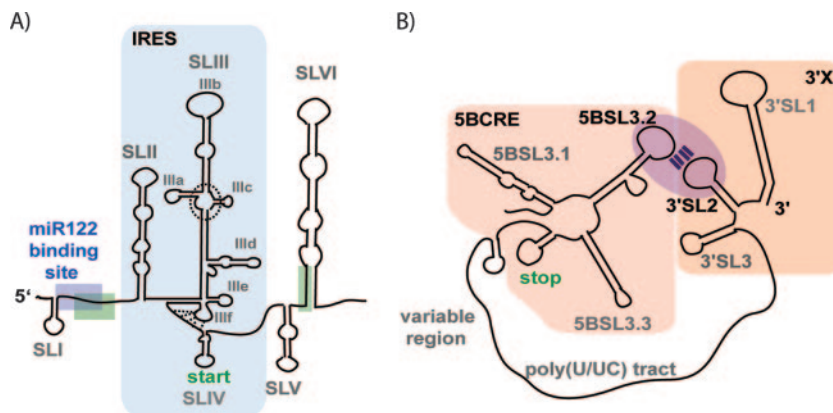 A)
IRES
SLIII
IIIb
SLII
IIIa
IIIc
miR122
binding
site
IIId
5'
IIIe
IIIf
SLI
start
SLIV
SLV
SLVI
B)
3'X
5BCRE
5BSL3.2
3'SL1
5BSL3.1
3'SL2
3'
3'SL3
stop
variable
region
5BSL3.3
poly(U/UC) tract